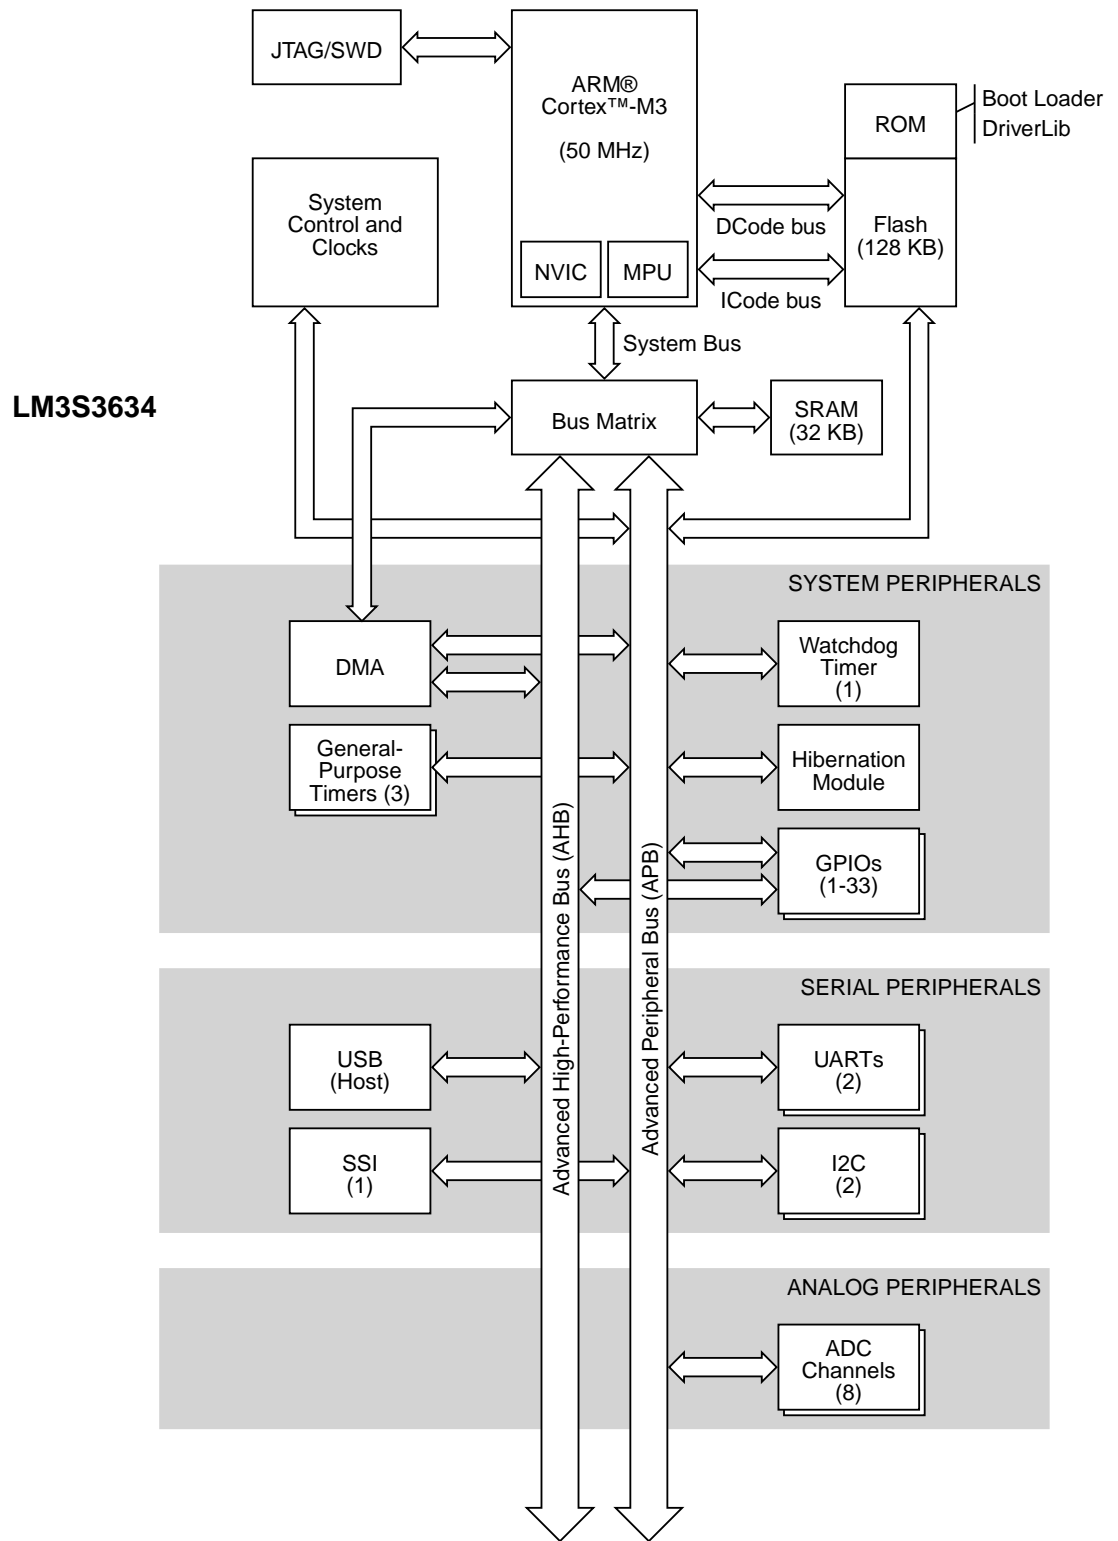 JTAG/SWD
ARM®
Cortex™-M3
(50 MHz)
NVIC
MPU
ROM
Boot Loader
DriverLib
Flash
(128 KB)
DCode bus
ICode bus
System
Control and
Clocks
System Bus
LM3S3634
Bus Matrix
SRAM
(32 KB)
SYSTEM PERIPHERALS
DMA
Watchdog
Timer
(1)
General-
Purpose
Timers (3)
Hibernation
Module
GPIOs
(1-33)
Advanced High-Performance Bus (AHB)
Advanced Peripheral Bus (APB)
SERIAL PERIPHERALS
USB
(Host)
UARTs
(2)
SSI
(1)
I2C
(2)
ANALOG PERIPHERALS
ADC
Channels
(8)